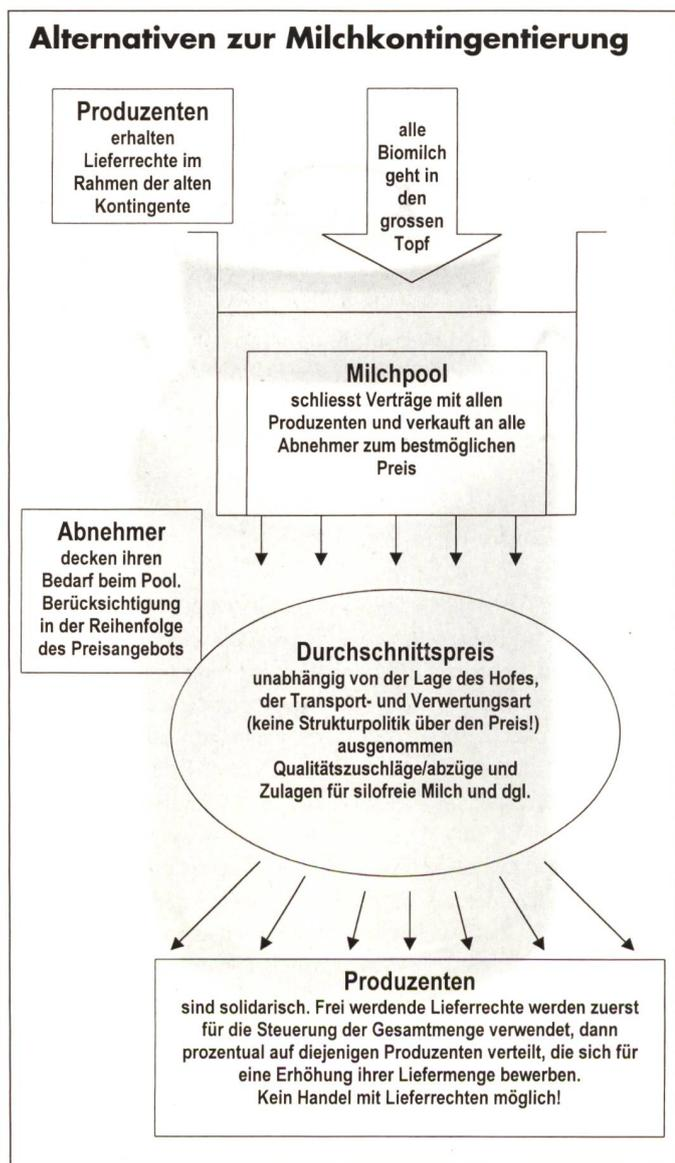 Alternativen zur Milchkontingentierung
Produzenten
erhalten
Lieferrechte im
Rahmen der alten
Kontingente
alle
Biomilch
geht in
den
grossen
Topf
Milchpool
schliesst Verträge mit allen
Produzenten und verkauft an alle
Abnehmer zum bestmöglichen
Preis
Abnehmer
decken ihren
Bedarf beim Pool.
Berücksichtigung
in der Reihenfolge
des Preisangebots
Durchschnittspreis
unabhängig von der Lage des Hofes,
der Transport- und Verwertungsart
(keine Strukturpolitik über den Preis!)
ausgenommen
Qualitätszuschläge/abzüge und
Zulagen für silofreie Milch und dgl.
Produzenten
sind solidarisch. Frei werdende Lieferrechte werden zuerst
für die Steuerung der Gesamtmenge verwendet, dann
prozentual auf diejenigen Produzenten verteilt, die sich für
eine Erhöhung ihrer Liefermenge bewerben.
Kein Handel mit Lieferrechten möglich!